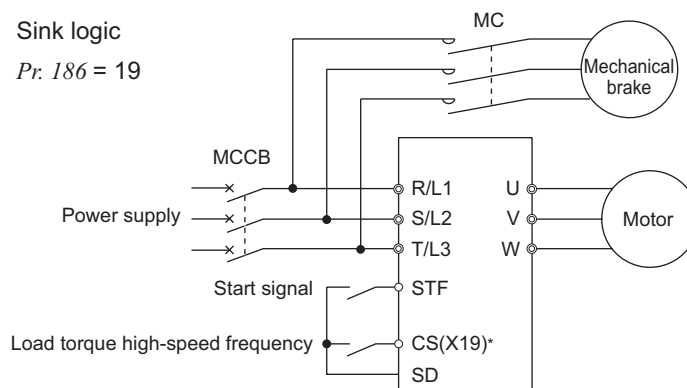 Sink logic
Pr. 186 = 19
MC
Mechanical
brake
MCCB
Power supply
R/L1
S/L2
T/L3
U
V
W
Motor
Start signal
STF
Load torque high-speed frequency
CS(X19)*
SD